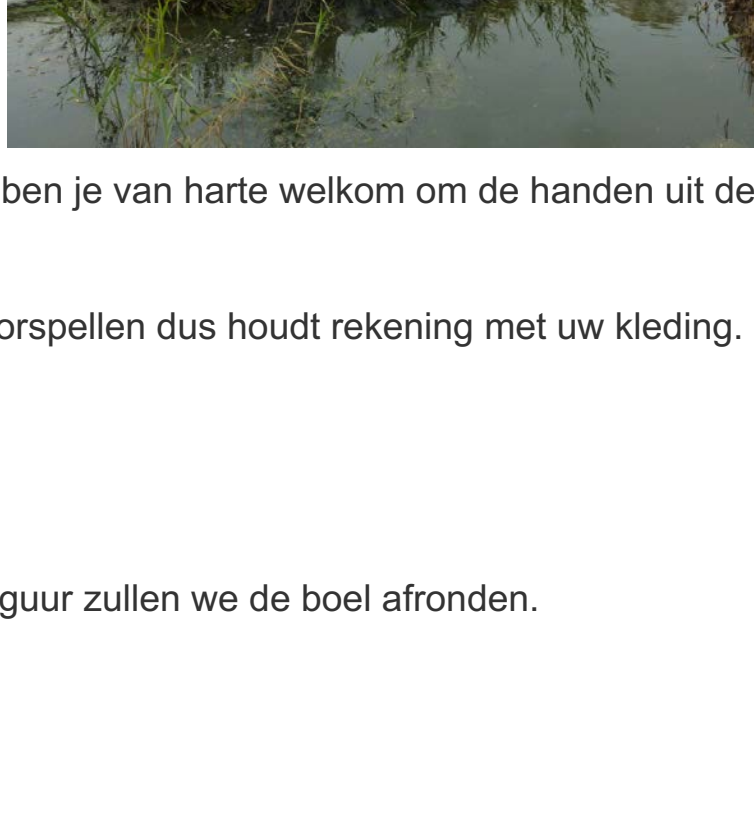 ben je van harte welkom om de handen uit de
orspellen dus houdt rekening met uw kleding.
guur zullen we de boel afronden.